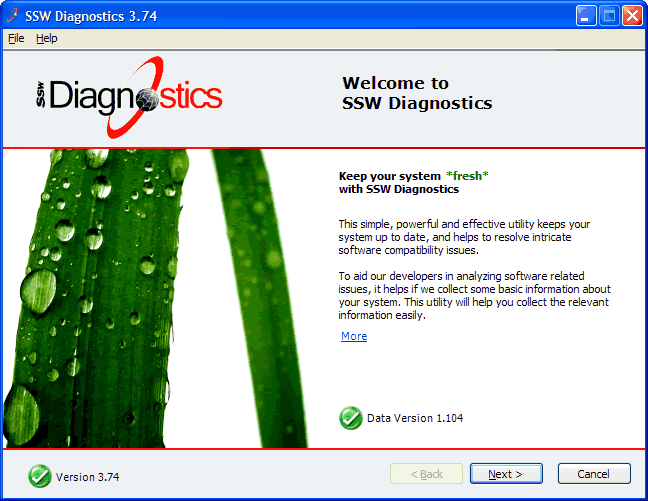 SSW Diagnostics 3.74
File Help
SSW Diagnostics
Welcome to
SSW Diagnostics
Keep your system *fresh*
with SSW Diagnostics
This simple, powerful and effective utility keeps your
system up to date, and helps to resolve intricate
software compatibility issues.
To aid our developers in analyzing software related
issues, it helps if we collect some basic information about
your system. This utility will help you collect the relevant
information easily.
More
Data Version 1.104
Version 3.74
< Back Next > Cancel